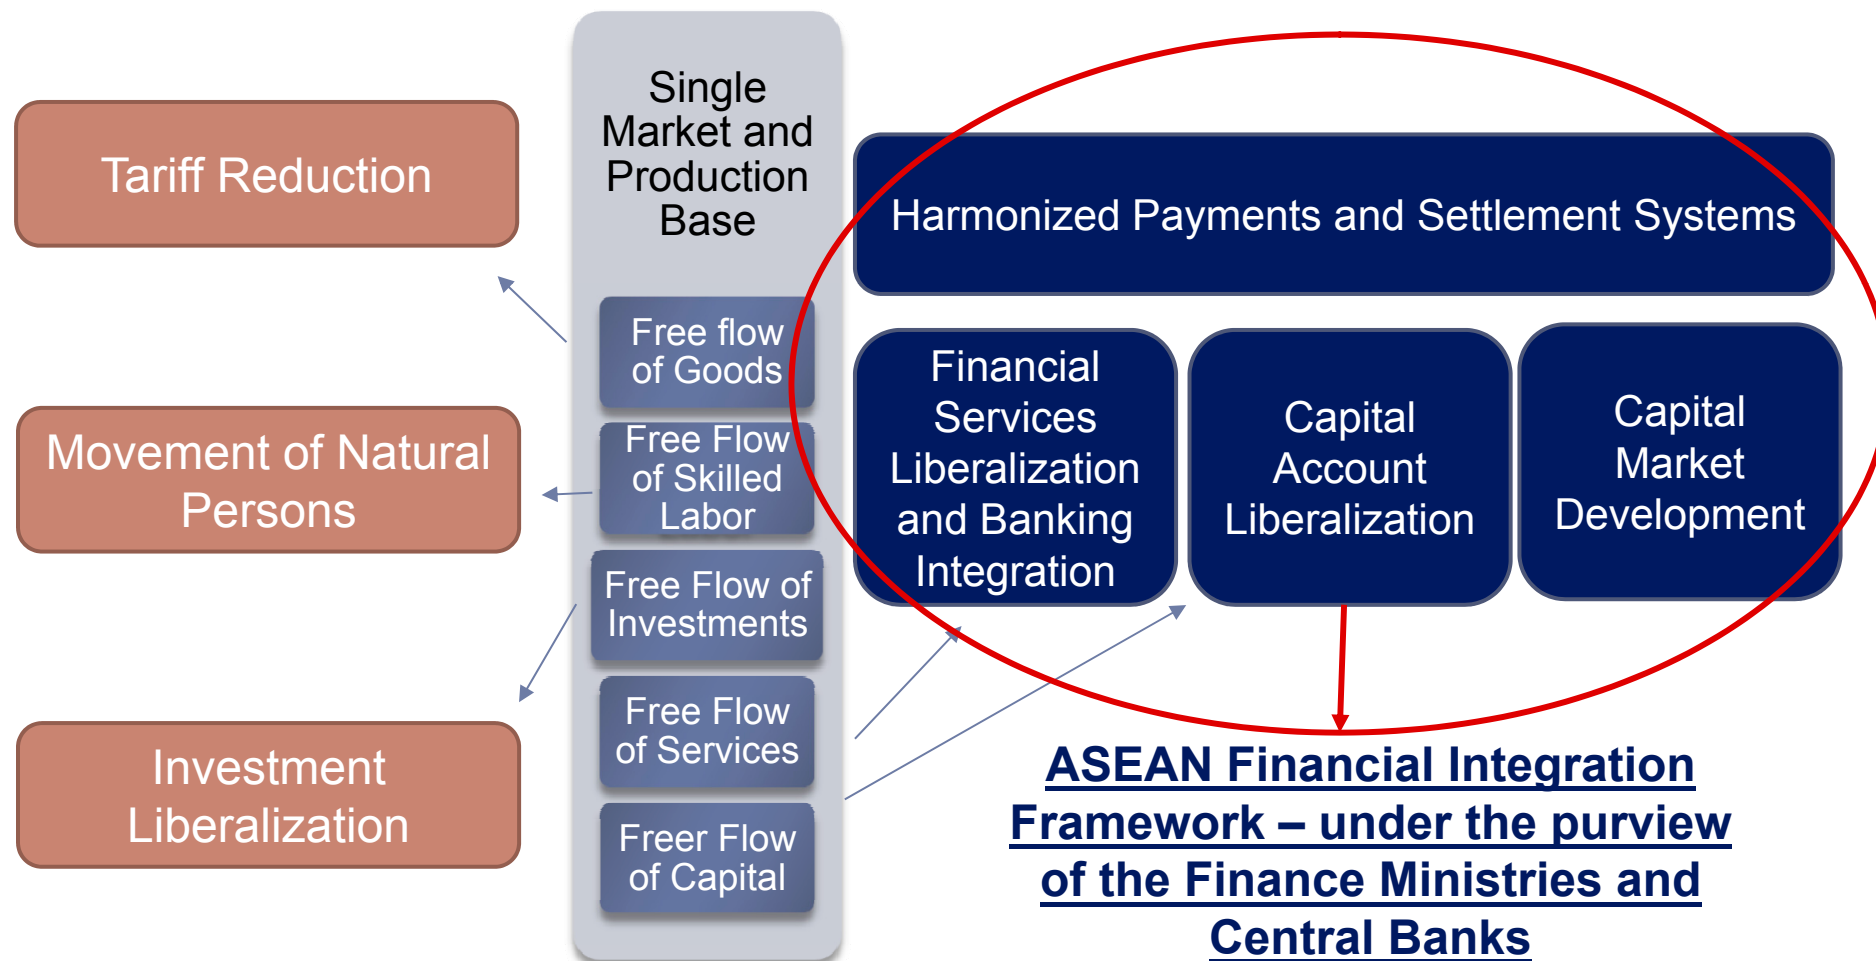 Tariff Reduction
Movement of Natural
Persons
Investment
Liberalization
Single
Market and
Production
Base
Free flow
of Goods
Free Flow
of Skilled
Labor
Free Flow of
Investments
Free Flow
of Services
Freer Flow
of Capital
Harmonized Payments and Settlement Systems
Financial
Services
Liberalization
and Banking
Integration
Capital
Account
Liberalization
Capital
Market
Development
ASEAN Financial Integration
Framework – under the purview
of the Finance Ministries and
Central Banks